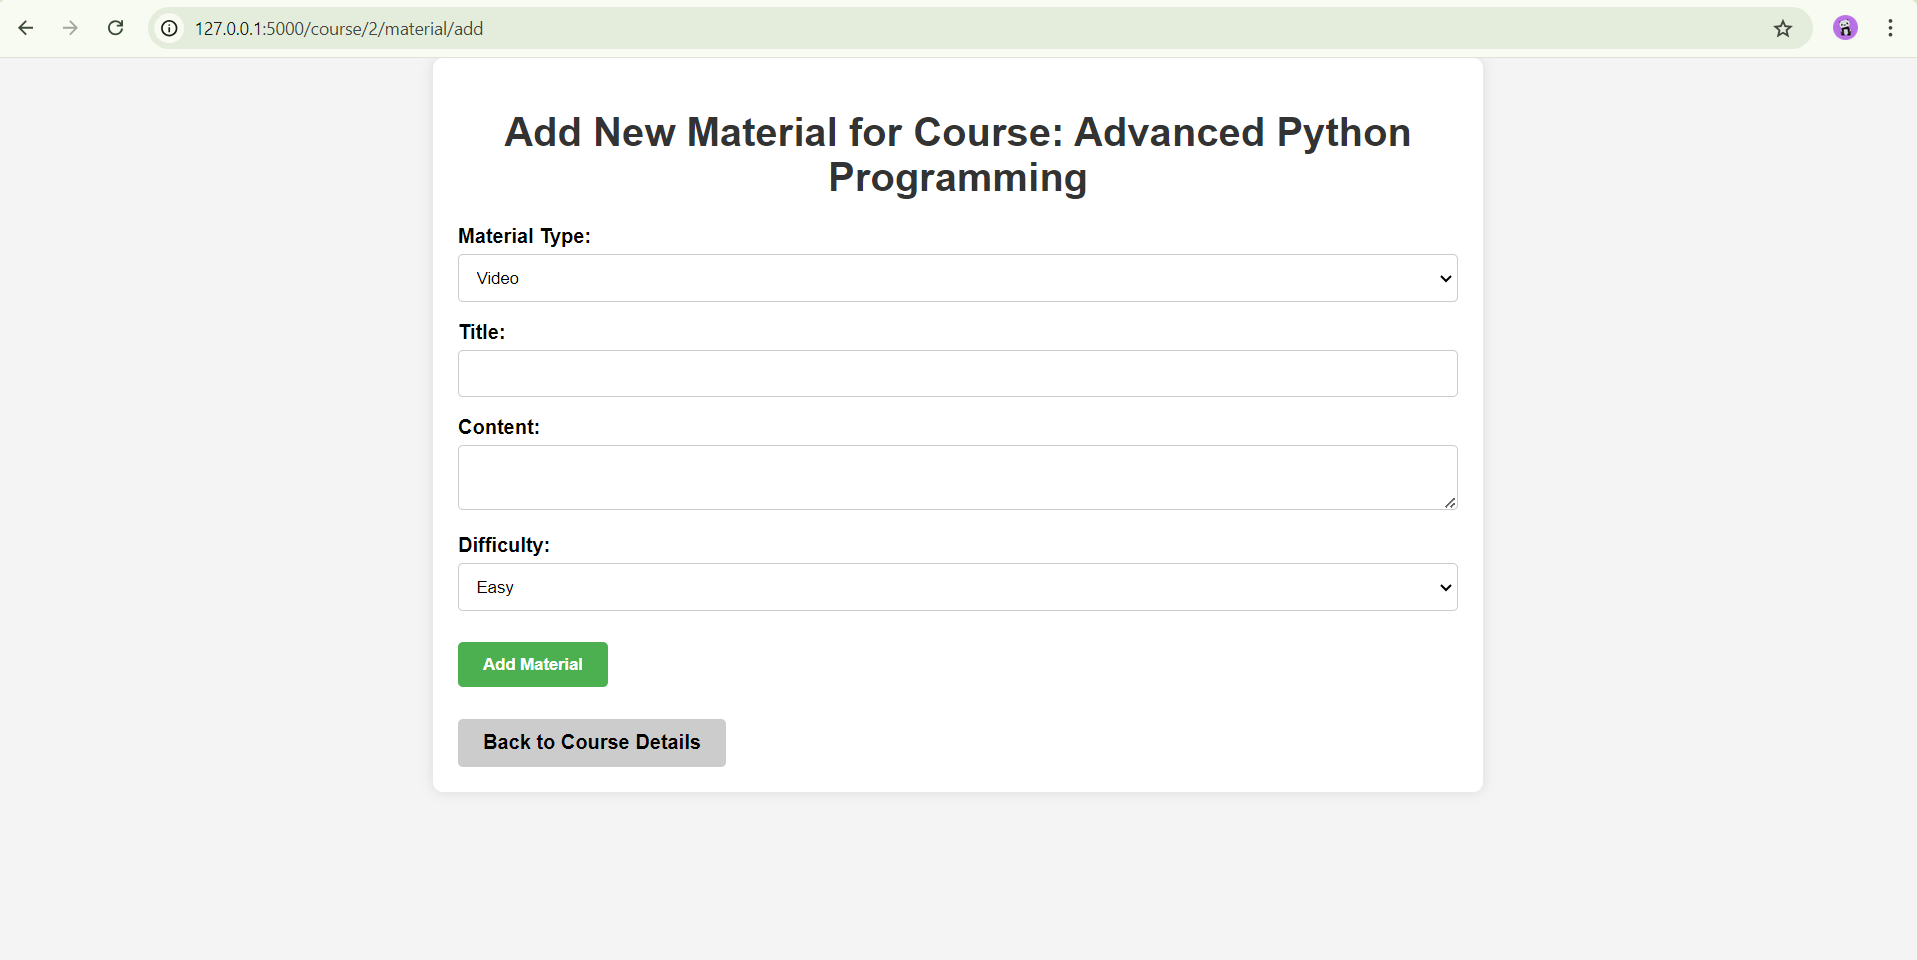 127.0.0.1:5000/course/2/material/add
Add New Material for Course: Advanced Python
Programming
Material Type:
Video
Title:
Content:
Difficulty:
Easy
Add Material
Back to Course Details